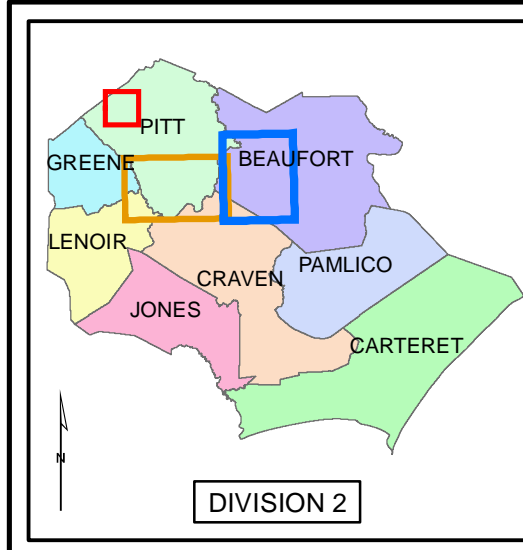 PITT
GREENE
BEAUFORT
LENOIR
CRAVEN
PAMLICO
JONES
CARTERET
N
DIVISION 2